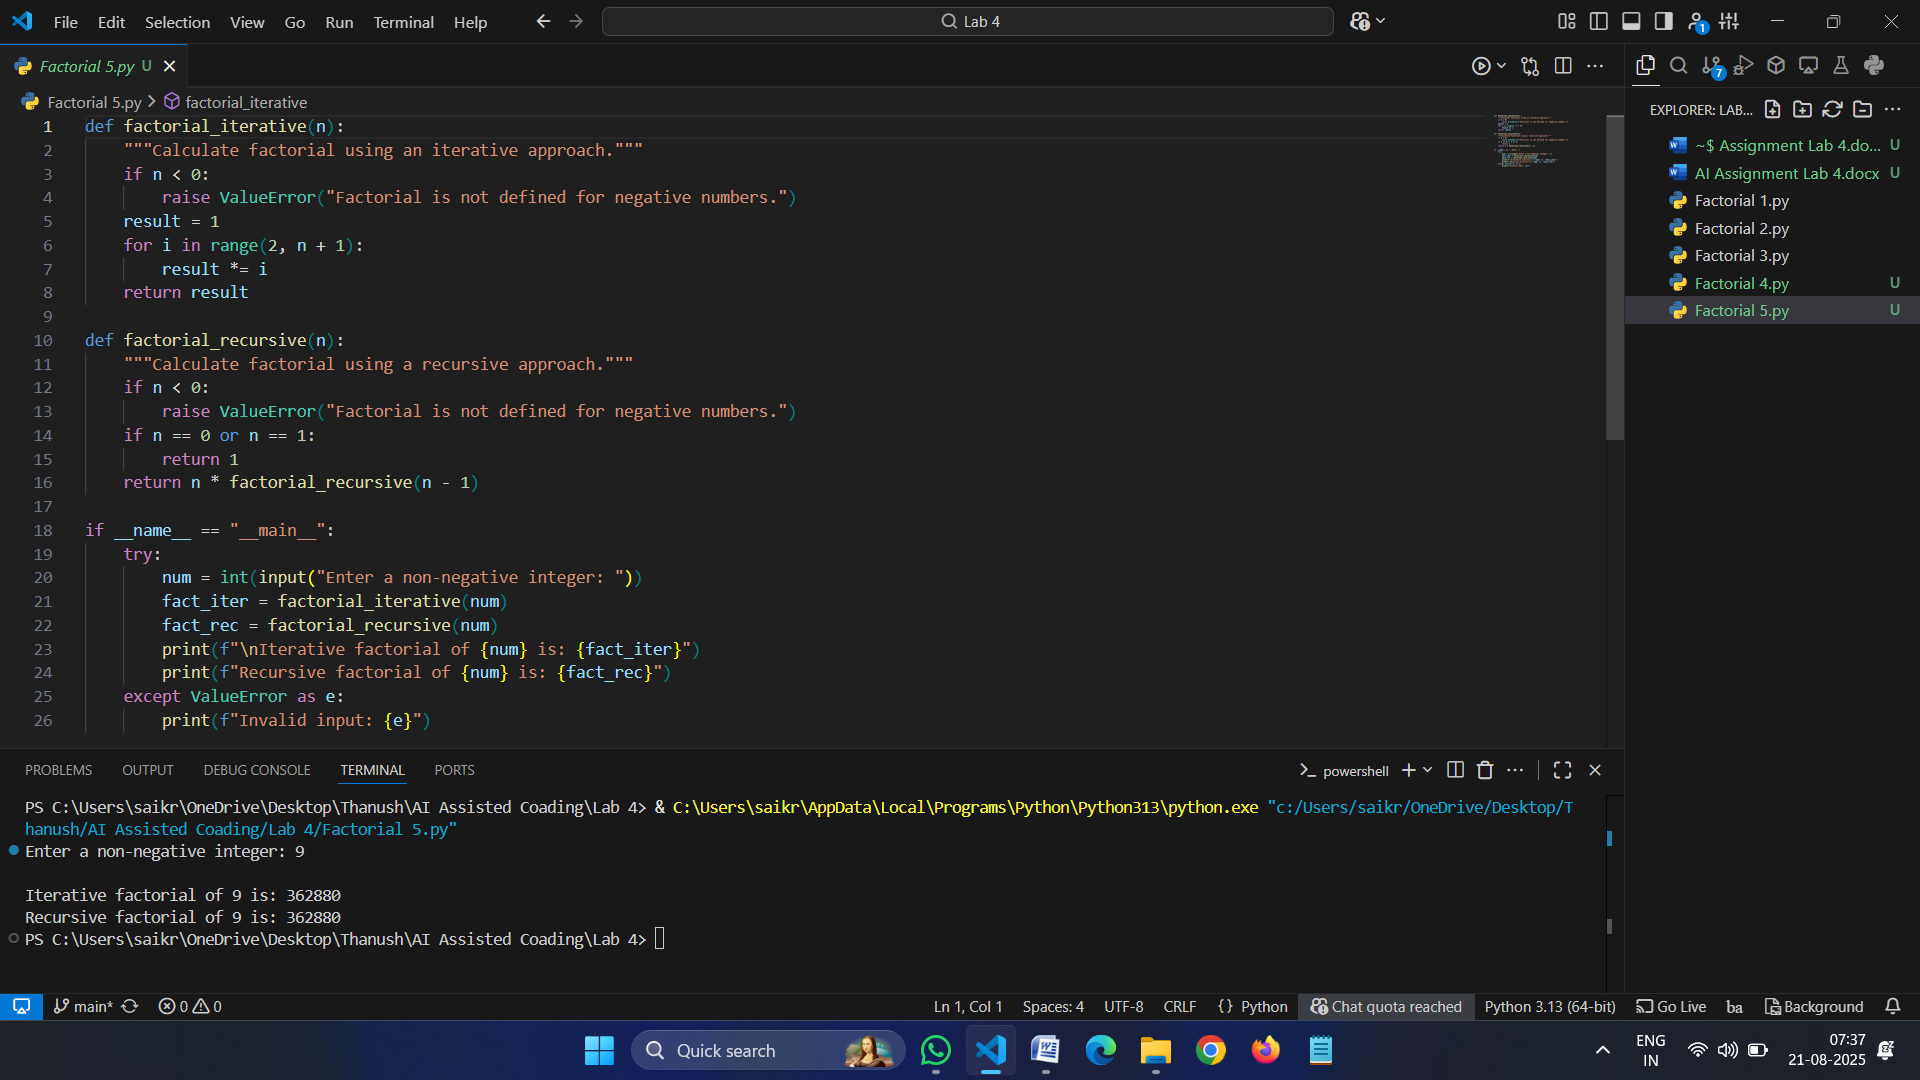 File Edit Selection View Go Run Terminal Help
Lab 4
1
Factorial 5.py U
7
Factorial 5.py > factorial_iterative
EXPLORER: LAB...
1 def factorial_iterative(n):
2     """Calculate factorial using an iterative approach."""
3     if n < 0:
4         raise ValueError("Factorial is not defined for negative numbers.")
5     result = 1
6     for i in range(2, n + 1):
7         result *= i
8     return result
9
10 def factorial_recursive(n):
11     """Calculate factorial using a recursive approach."""
12     if n < 0:
13         raise ValueError("Factorial is not defined for negative numbers.")
14     if n == 0 or n == 1:
15         return 1
16     return n * factorial_recursive(n - 1)
17
18 if __name__ == "__main__":
19     try:
20         num = int(input("Enter a non-negative integer: "))
21         fact_iter = factorial_iterative(num)
22         fact_rec = factorial_recursive(num)
23         print(f"\nIterative factorial of {num} is: {fact_iter}")
24         print(f"Recursive factorial of {num} is: {fact_rec}")
25     except ValueError as e:
26         print(f"Invalid input: {e}")
~$ Assignment Lab 4.do... U
AI Assignment Lab 4.docx U
Factorial 1.py
Factorial 2.py
Factorial 3.py
Factorial 4.py U
Factorial 5.py U
PROBLEMS OUTPUT DEBUG CONSOLE TERMINAL PORTS
powershell
PS C:\Users\saikr\OneDrive\Desktop\Thanush\AI Assisted Coading\Lab 4> & C:\Users\saikr\AppData\Local\Programs\Python\Python313\python.exe "c:/Users/saikr/OneDrive/Desktop/T
hanush/AI Assisted Coading/Lab 4/Factorial 5.py"
Enter a non-negative integer: 9
Iterative factorial of 9 is: 362880
Recursive factorial of 9 is: 362880
PS C:\Users\saikr\OneDrive\Desktop\Thanush\AI Assisted Coading\Lab 4>
main* 0 0 Ln 1, Col 1 Spaces: 4 UTF-8 CRLF {} Python Chat quota reached Python 3.13 (64-bit) Go Live ba Background
Quick search
ENG
IN
07:37
21-08-2025